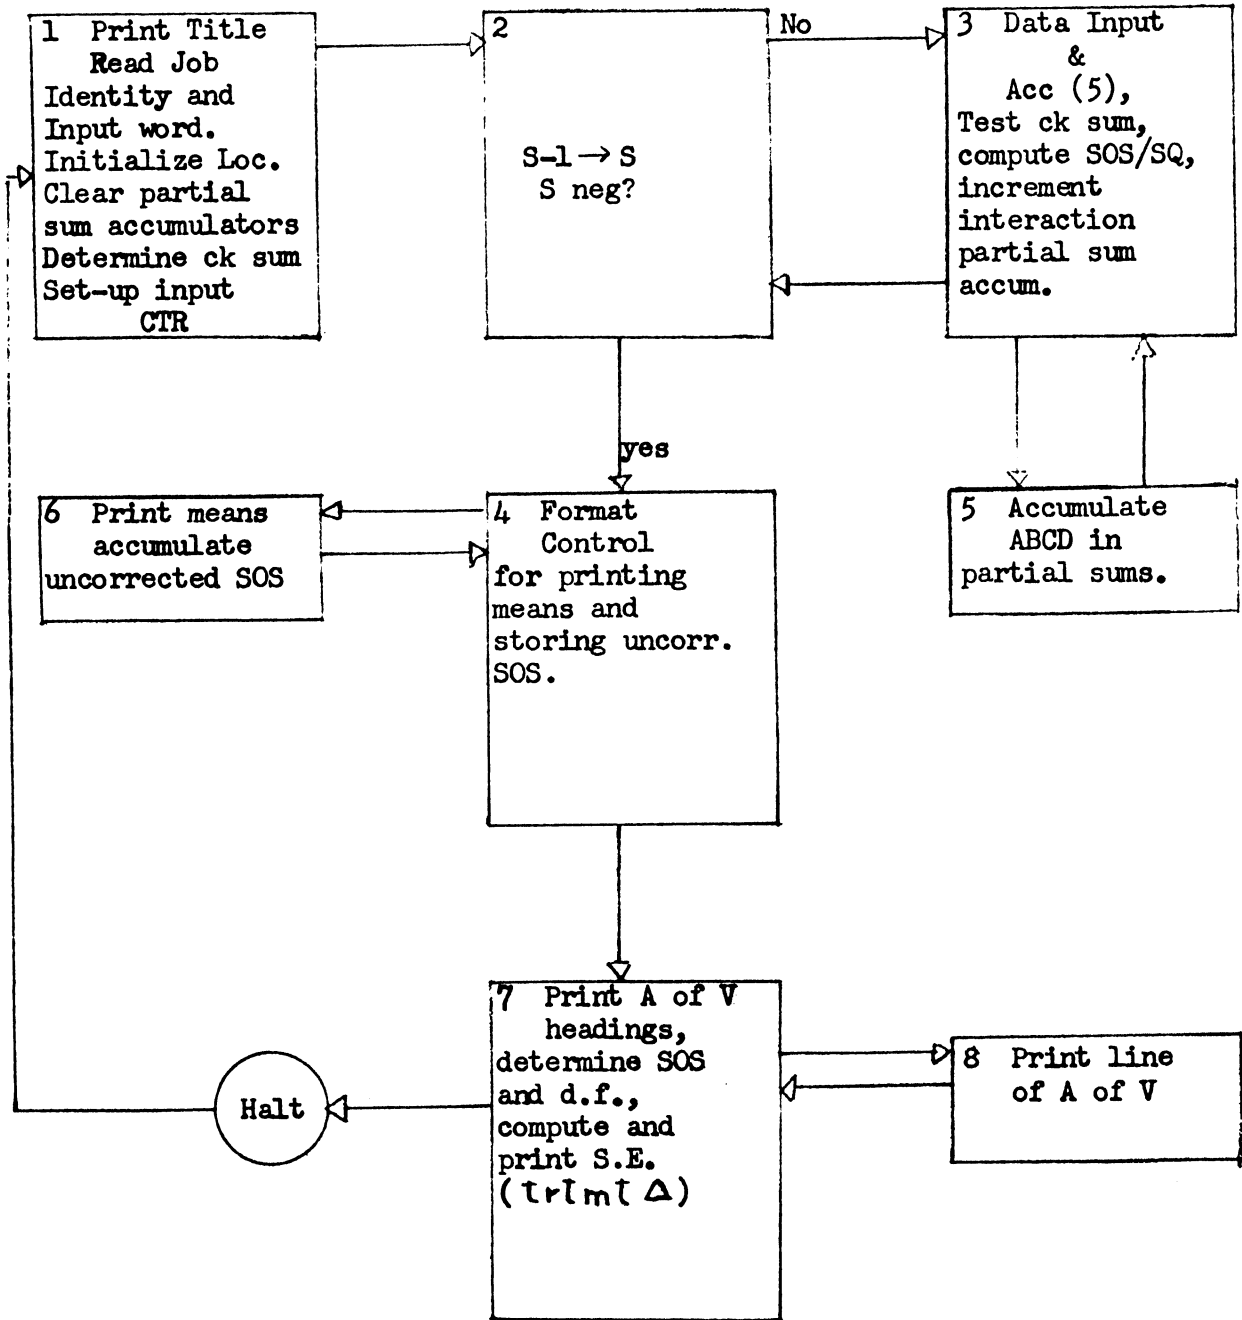 1 Print Title
Read Job
Identity and
Input word.
Initialize Loc.
Clear partial
sum accumulators
Determine ck sum
Set-up input
CTR
2
S-1 → S
S neg?
No
yes
3 Data Input
&
Acc (5),
Test ck sum,
compute SOS/SQ,
increment
interaction
partial sum
accum.
6 Print means
accumulate
uncorrected SOS
4 Format
Control
for printing
means and
storing uncorr.
SOS.
5 Accumulate
ABCD in
partial sums.
Halt
7 Print A of V
headings,
determine SOS
and d.f.,
compute and
print S.E.
8 Print line
of A of V